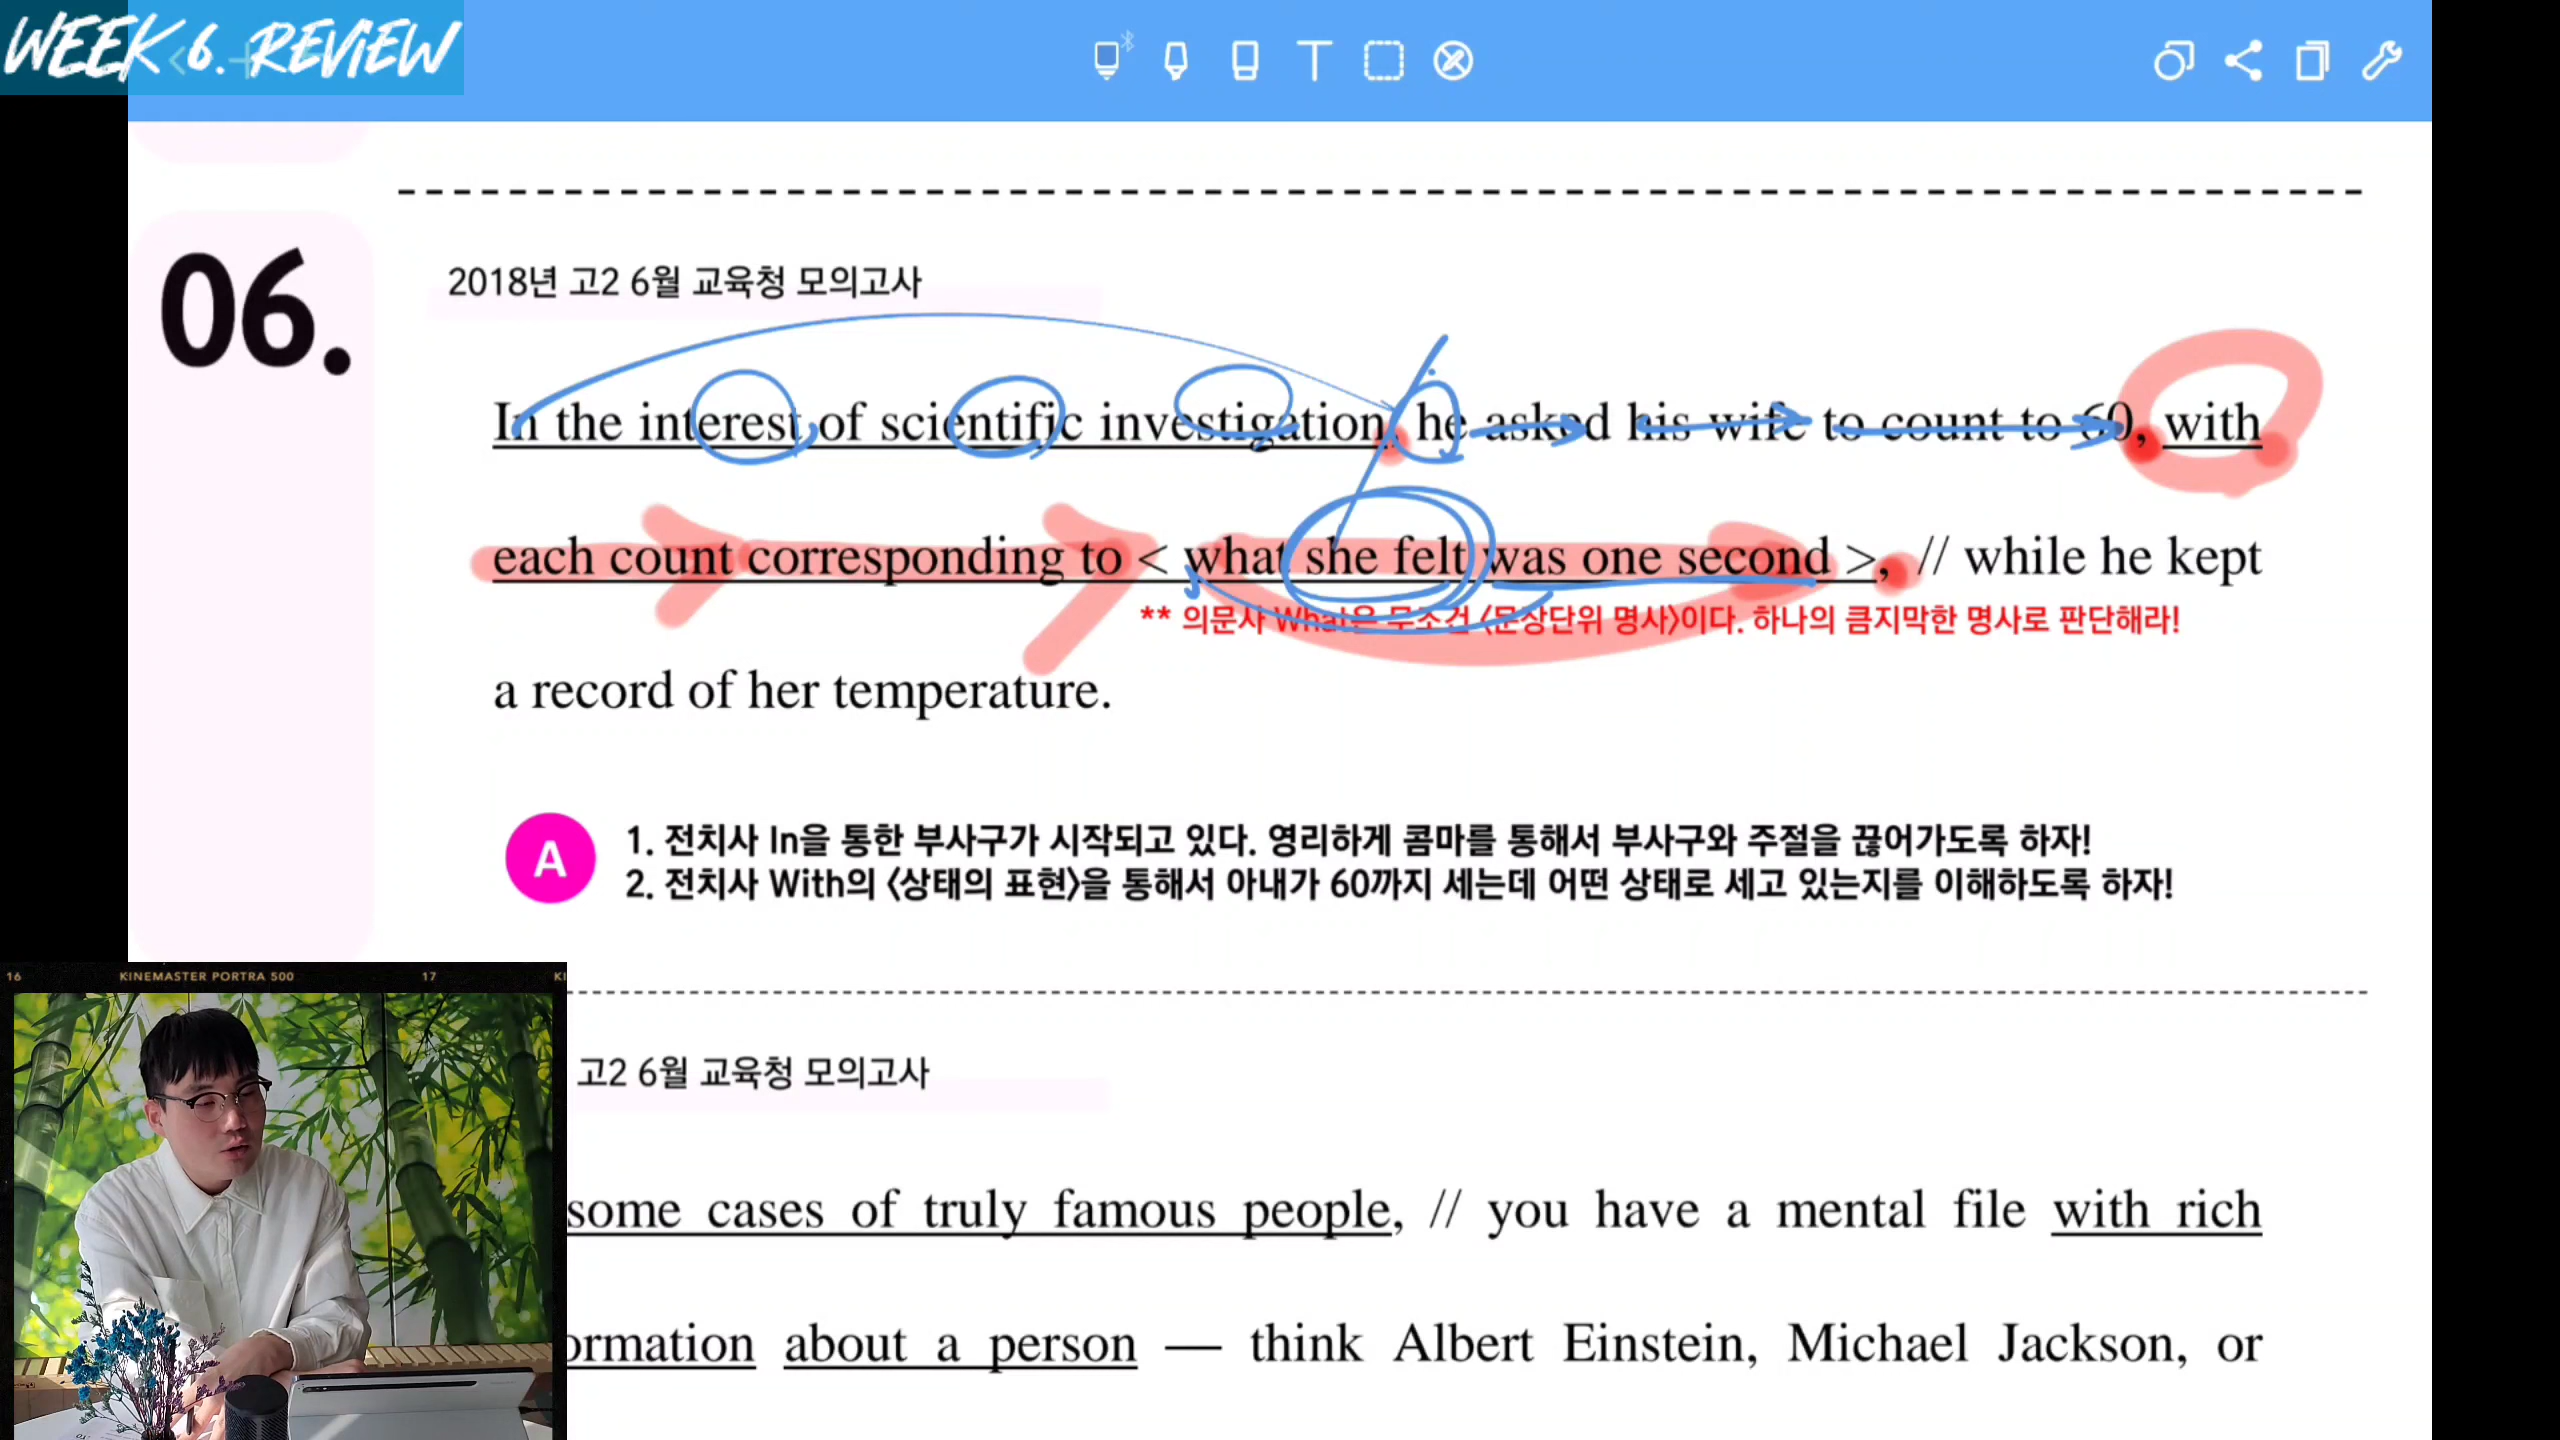 WEEK 6. REVIEW
06.
2018년 고2 6월 교육청 모의고사
In the interest of scientific investigation, he asked his wife to count to 60, with
each count corresponding to < what she felt was one second >, // while he kept
** 의문사 What은 무조건 <문장단위 명사>이다. 하나의 큼지막한 명사로 판단해라!
a record of her temperature.
A
1. 전치사 In을 통한 부사구가 시작되고 있다. 영리하게 콤마를 통해서 부사구와 주절을 끊어가도록 하자!
2. 전치사 With의 <상태의 표현>을 통해서 아내가 60까지 세는데 어떤 상태로 세고 있는지를 이해하도록 하자!
16 KINEMASTER PORTRA 500 17 KI
고2 6월 교육청 모의고사
some cases of truly famous people, // you have a mental file with rich
ormation about a person — think Albert Einstein, Michael Jackson, or